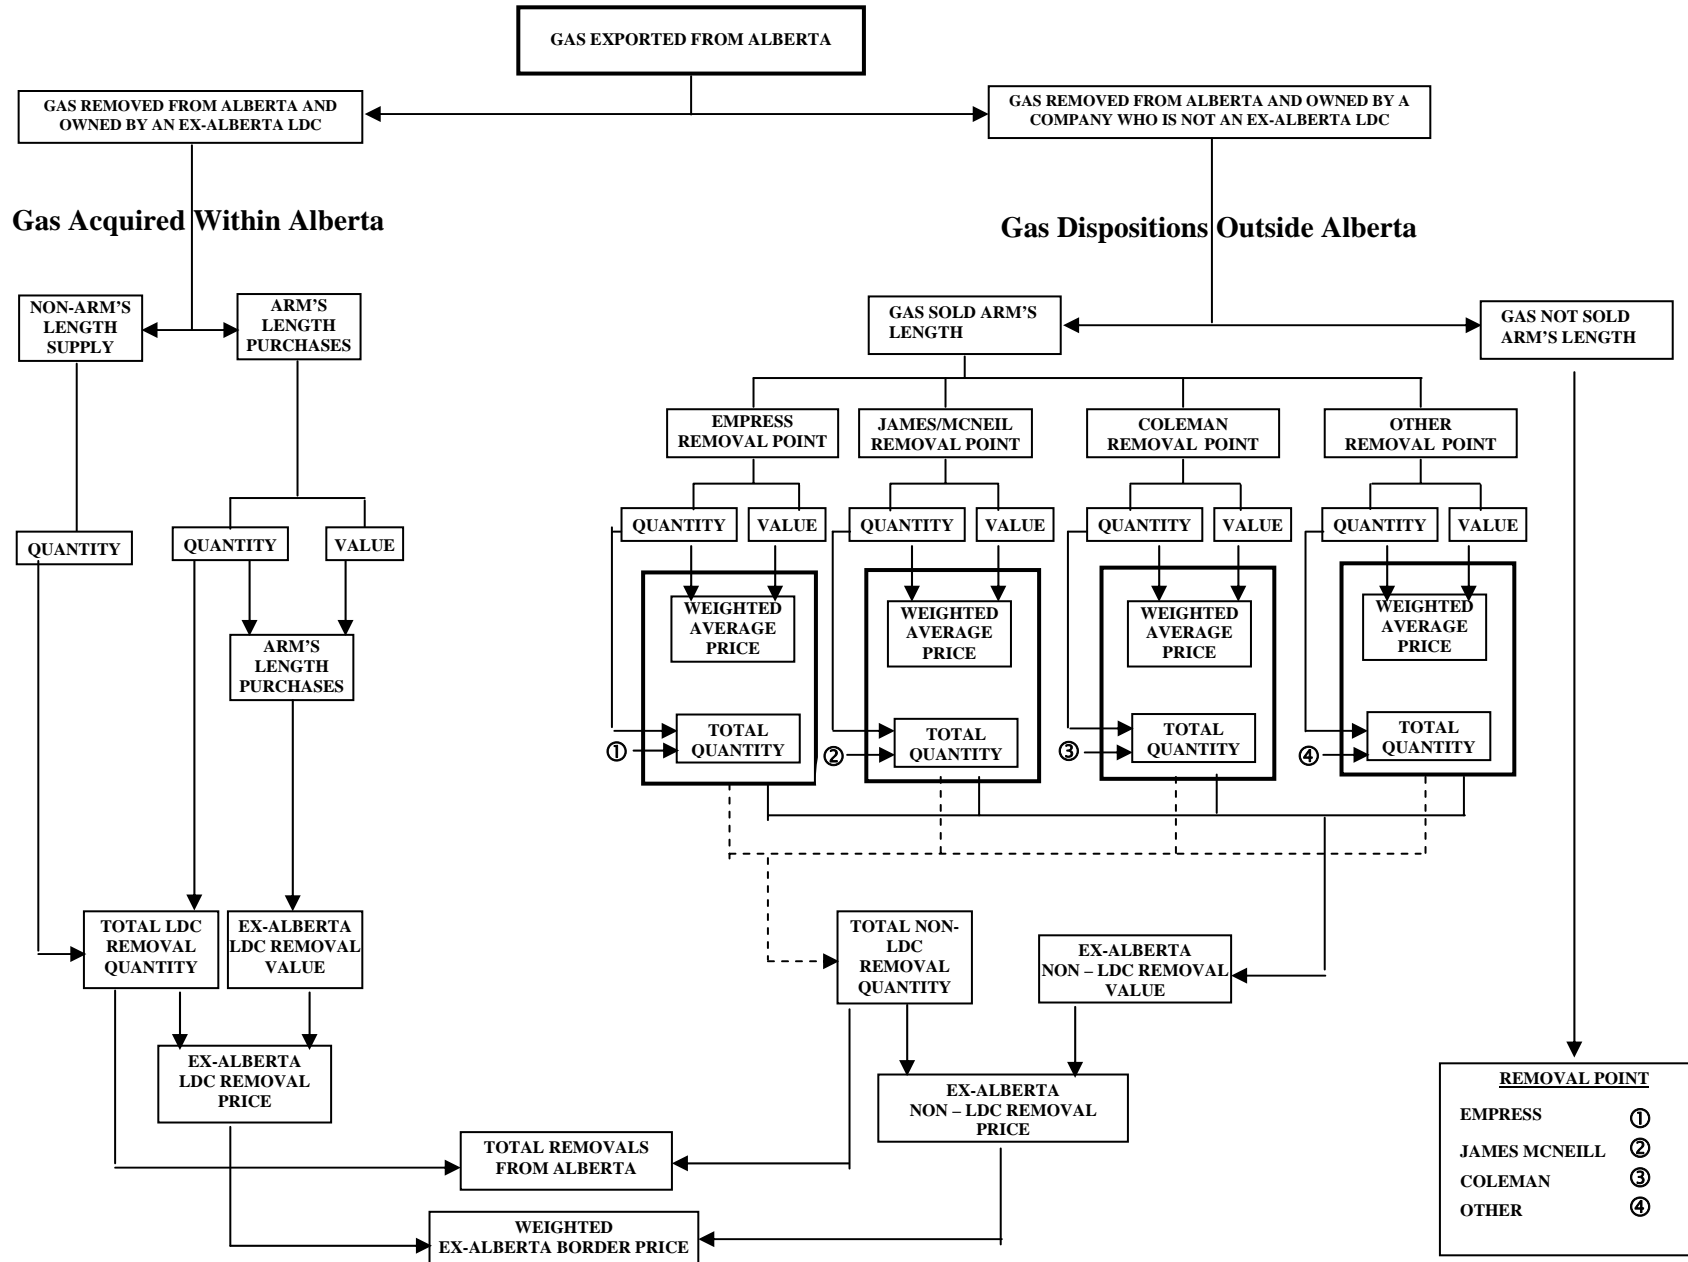 GAS EXPORTED FROM ALBERTA
GAS REMOVED FROM ALBERTA AND
OWNED BY AN EX-ALBERTA LDC
GAS REMOVED FROM ALBERTA AND OWNED BY A
COMPANY WHO IS NOT AN EX-ALBERTA LDC
Gas Acquired Within Alberta
Gas Dispositions Outside Alberta
NON-ARM'S
LENGTH
SUPPLY
ARM'S
LENGTH
PURCHASES
GAS SOLD ARM'S
LENGTH
GAS NOT SOLD
ARM'S LENGTH
EMPRESS
REMOVAL POINT
JAMES/MCNEIL
REMOVAL POINT
COLEMAN
REMOVAL POINT
OTHER
REMOVAL POINT
QUANTITY
VALUE
QUANTITY
VALUE
QUANTITY
VALUE
QUANTITY
VALUE
QUANTITY
QUANTITY
VALUE
WEIGHTED
AVERAGE
PRICE
WEIGHTED
AVERAGE
PRICE
WEIGHTED
AVERAGE
PRICE
WEIGHTED
AVERAGE
PRICE
ARM'S
LENGTH
PURCHASES
① TOTAL
QUANTITY
② TOTAL
QUANTITY
③ TOTAL
QUANTITY
④ TOTAL
QUANTITY
TOTAL LDC
REMOVAL
QUANTITY
EX-ALBERTA
LDC REMOVAL
VALUE
TOTAL NON-
LDC
REMOVAL
QUANTITY
EX-ALBERTA
NON – LDC REMOVAL
VALUE
EX-ALBERTA
LDC REMOVAL
PRICE
EX-ALBERTA
NON – LDC REMOVAL
PRICE
TOTAL REMOVALS
FROM ALBERTA
WEIGHTED
EX-ALBERTA BORDER PRICE
REMOVAL POINT
EMPRESS ①
JAMES MCNEILL ②
COLEMAN ③
OTHER ④